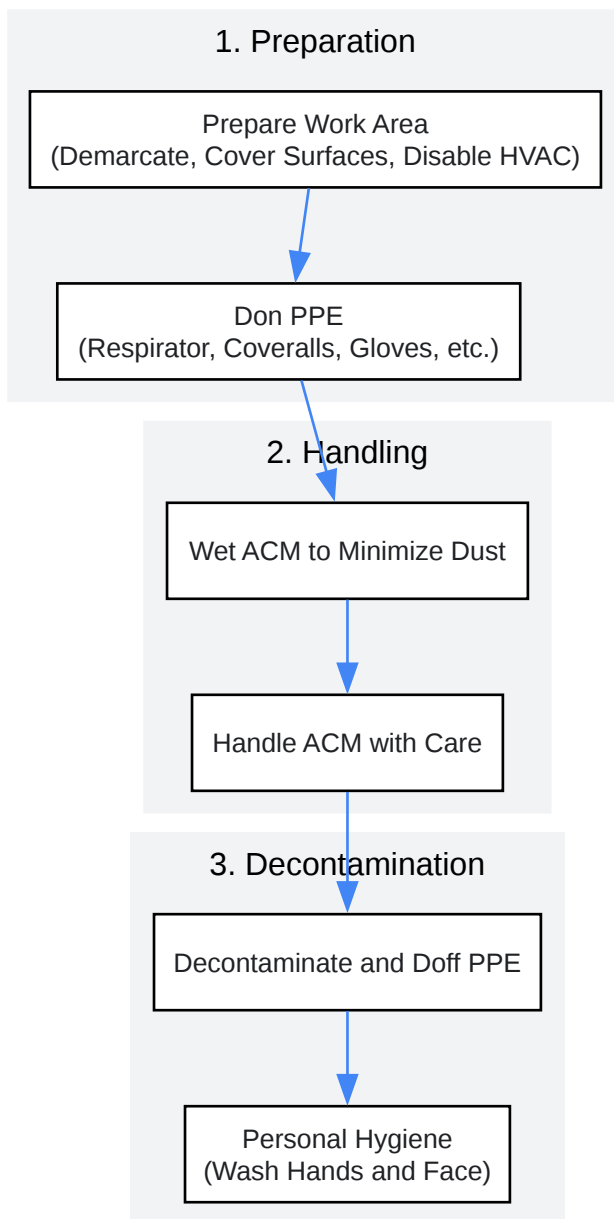 1. Preparation
Prepare Work Area
(Demarcate, Cover Surfaces, Disable HVAC)
Don PPE
(Respirator, Coveralls, Gloves, etc.)
2. Handling
Wet ACM to Minimize Dust
Handle ACM with Care
3. Decontamination
Decontaminate and Doff PPE
Personal Hygiene
(Wash Hands and Face)